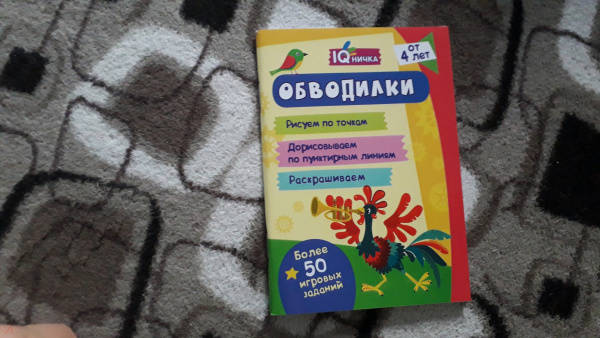 IQничка
от
4 лет
ОБВОДИЛКИ
Рисуем по точкам
Дорисовываем
по пунктирным линиям
Раскрашиваем
Более
50
игровых
заданий